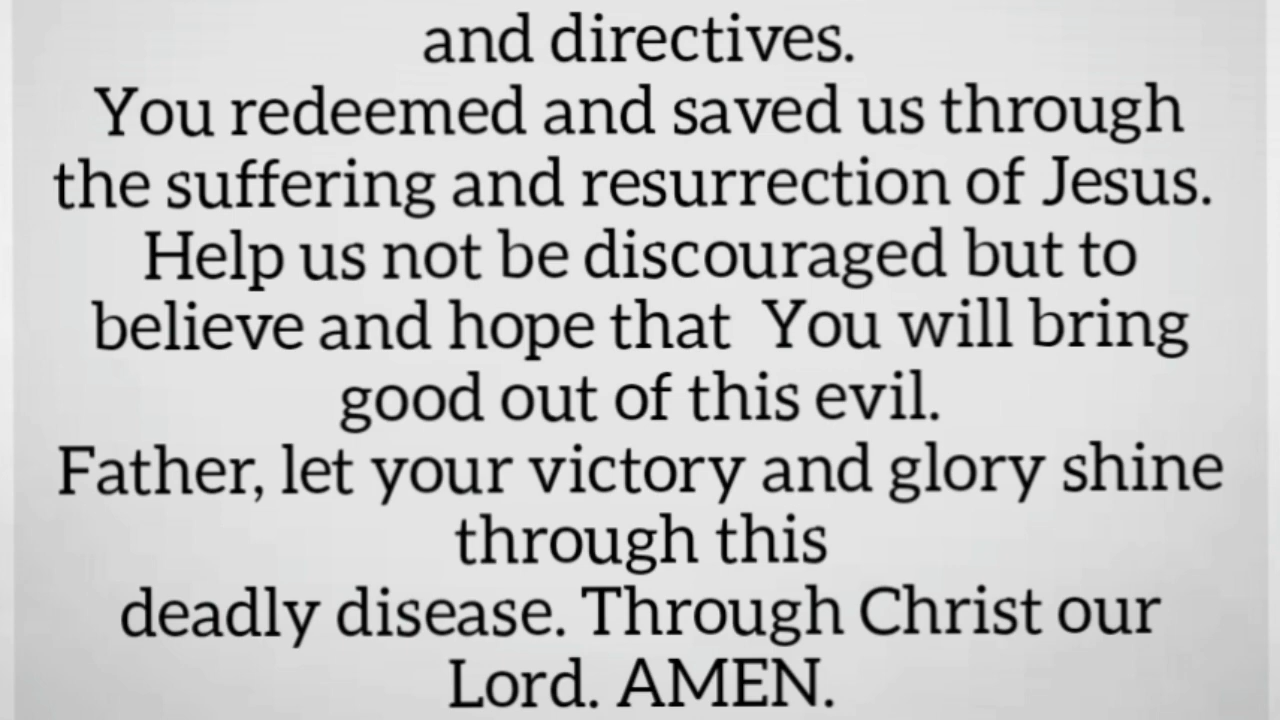 and directives.
You redeemed and saved us through
the suffering and resurrection of Jesus.
Help us not be discouraged but to
believe and hope that  You will bring
good out of this evil.
Father, let your victory and glory shine
through this
deadly disease. Through Christ our
Lord. AMEN.